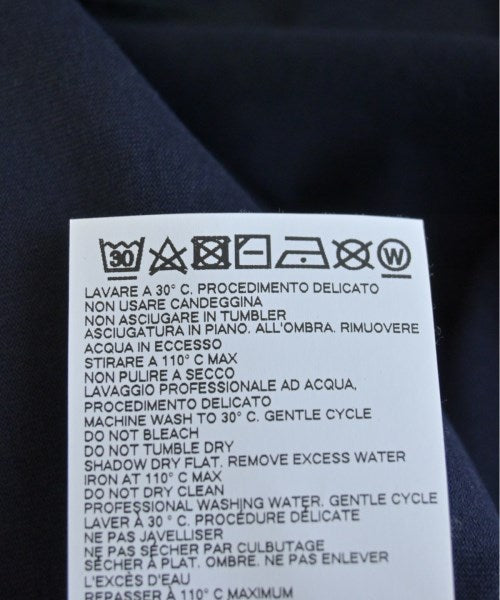 30 W
LAVARE A 30° C. PROCEDIMENTO DELICATO
NON USARE CANDEGGINA
NON ASCIUGARE IN TUMBLER
ASCIUGATURA IN PIANO. ALL'OMBRA. RIMUOVERE
ACQUA IN ECCESSO
STIRARE A 110° C MAX
NON PULIRE A SECCO
LAVAGGIO PROFESSIONALE AD ACQUA,
PROCEDIMENTO DELICATO
MACHINE WASH TO 30° C. GENTLE CYCLE
DO NOT BLEACH
DO NOT TUMBLE DRY
SHADOW DRY FLAT. REMOVE EXCESS WATER
IRON AT 110° C MAX
DO NOT DRY CLEAN
PROFESSIONAL WASHING WATER. GENTLE CYCLE
LAVER À 30 ° C. PROCÉDURE DÉLICATE
NE PAS JAVELLISER
NE PAS SÉCHER PAR CULBUTAGE
SÉCHER À PLAT. OMBRE. NE PAS ENLEVER
L'EXCÈS D'EAU
REPASSER À 110° C MAXIMUM